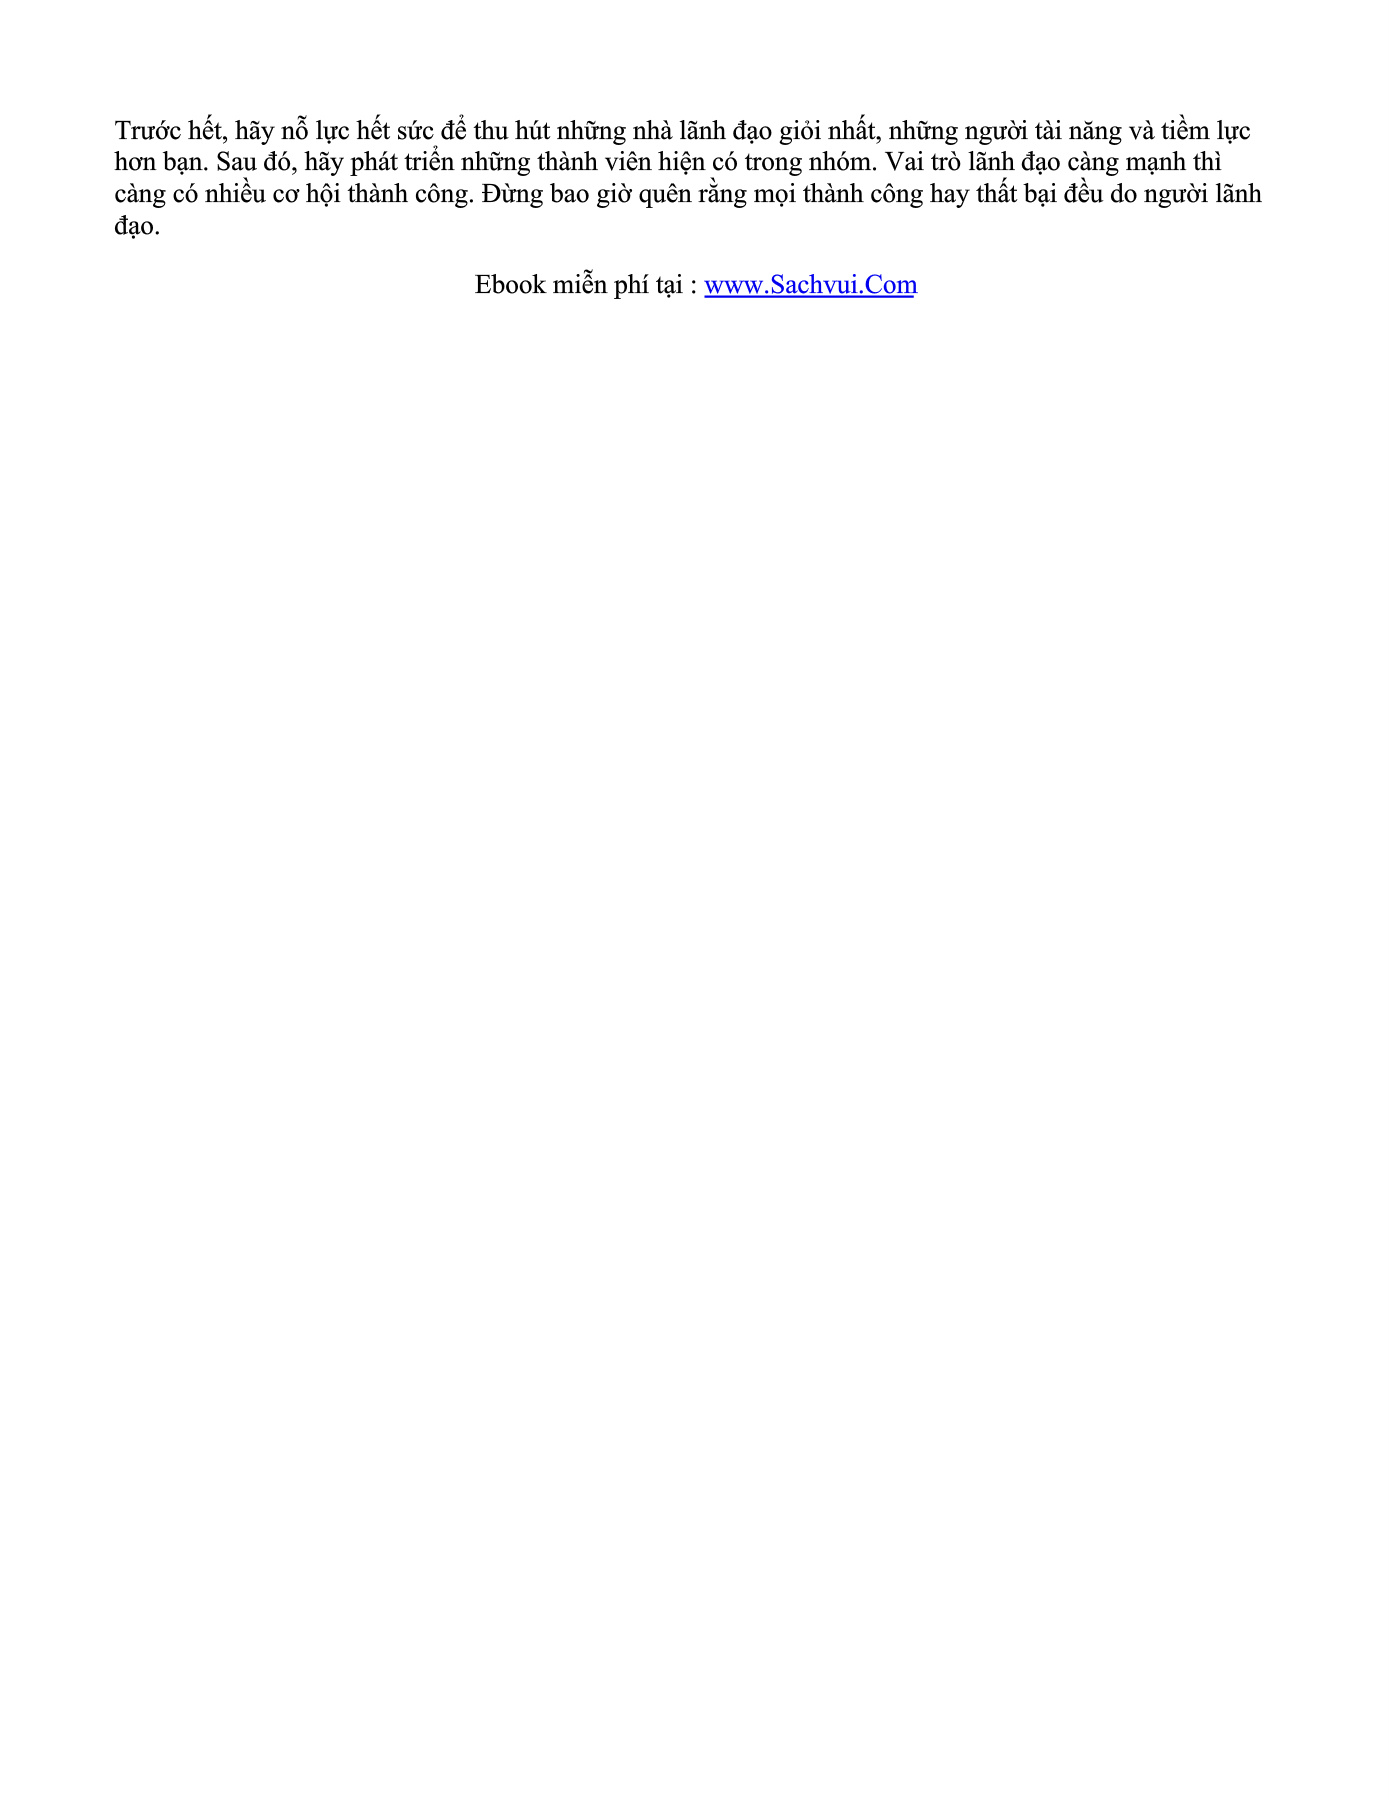 Trước hết, hãy nỗ lực hết sức để thu hút những nhà lãnh đạo giỏi nhất, những người tài năng và tiềm lực
hơn bạn. Sau đó, hãy phát triển những thành viên hiện có trong nhóm. Vai trò lãnh đạo càng mạnh thì
càng có nhiều cơ hội thành công. Đừng bao giờ quên rằng mọi thành công hay thất bại đều do người lãnh
đạo.
Ebook miễn phí tại : www.Sachvui.Com